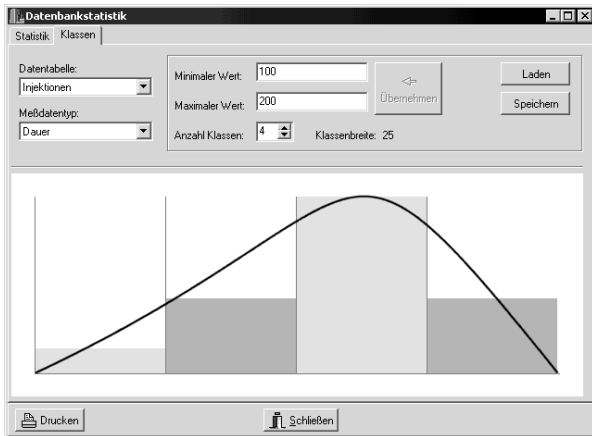 Datenbankstatistik
Statistik Klassen
Datentabelle:
Injektionen
Meßdatentyp:
Dauer
Minimaler Wert: 100
Maximaler Wert: 200
Anzahl Klassen: 4 Klassenbreite: 25
Übernehmen
Laden
Speichern
Drucken
Schließen